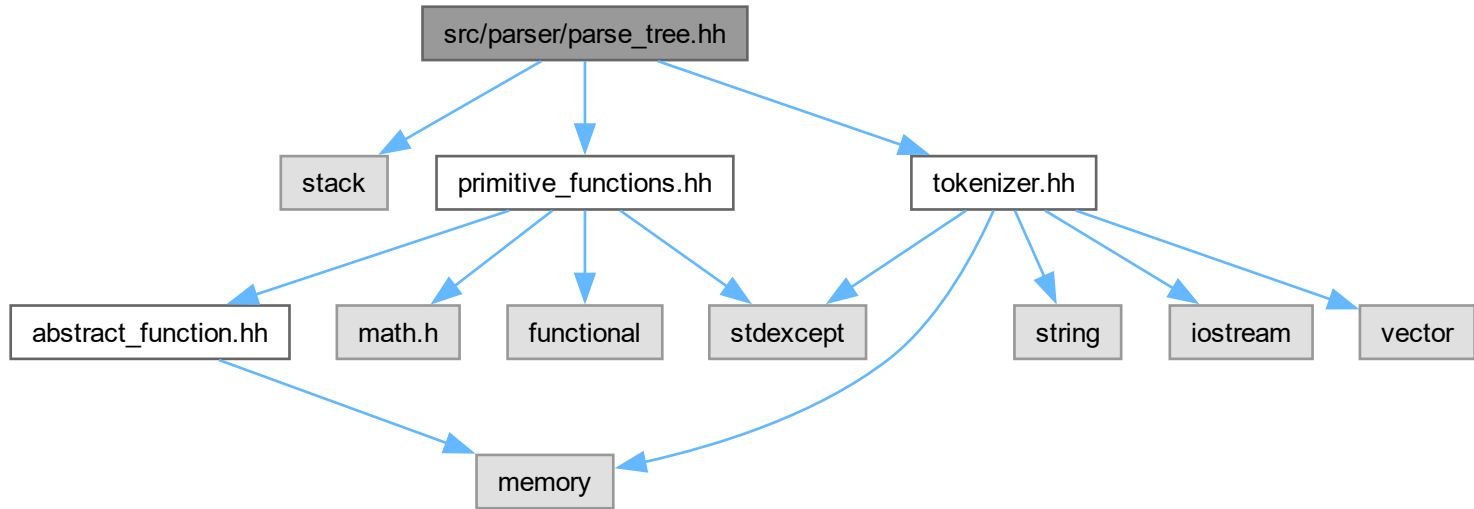 src/parser/parse_tree.hh
stack
primitive_functions.hh
tokenizer.hh
abstract_function.hh
math.h
functional
stdexcept
string
iostream
vector
memory